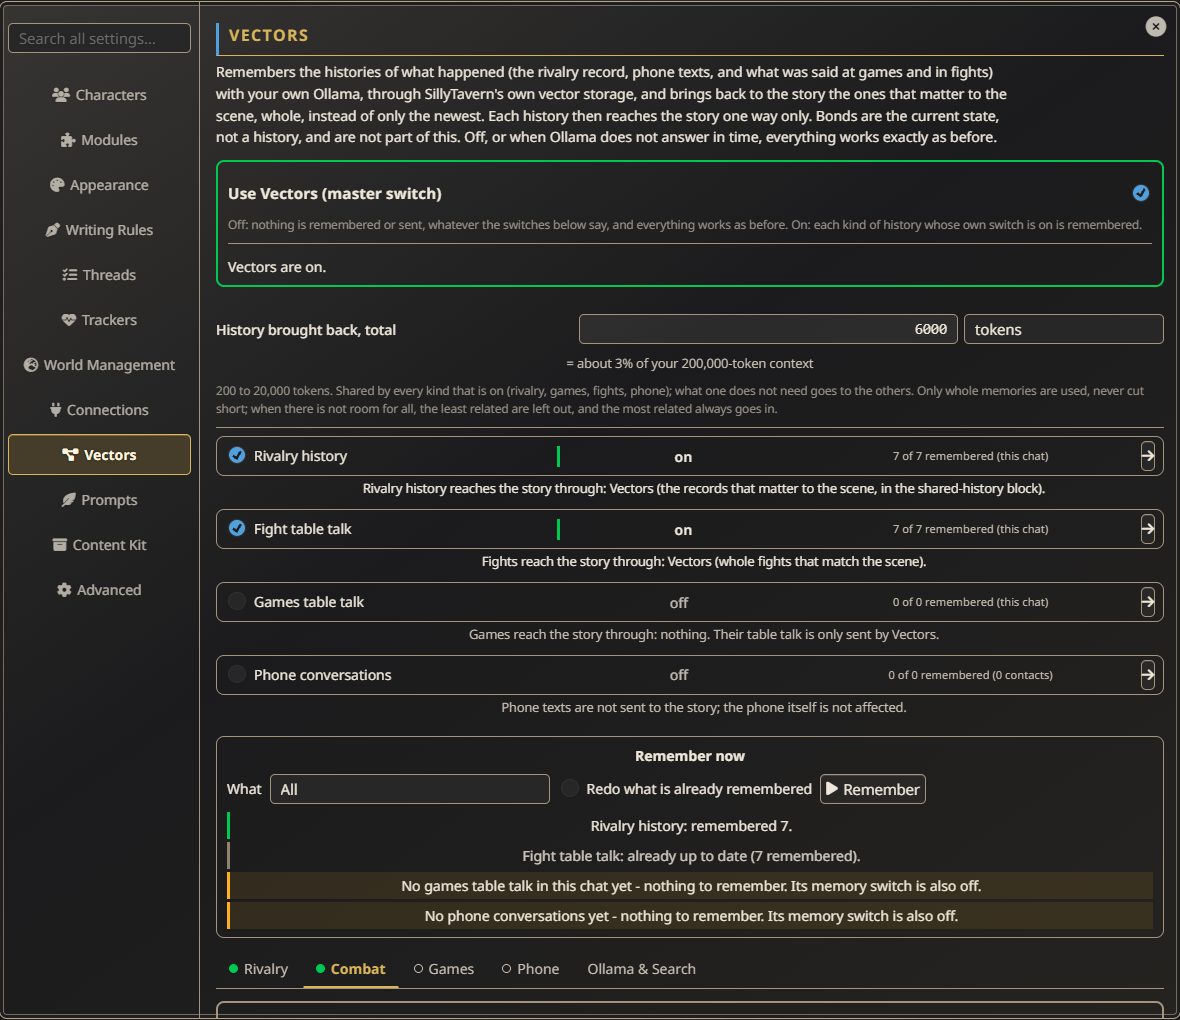 Search all settings...
Characters
Modules
Appearance
Writing Rules
Threads
Trackers
World Management
Connections
Vectors
Prompts
Content Kit
Advanced
VECTORS
Remembers the histories of what happened (the rivalry record, phone texts, and what was said at games and in fights)
with your own Ollama, through SillyTavern's own vector storage, and brings back to the story the ones that matter to the
scene, whole, instead of only the newest. Each history then reaches the story one way only. Bonds are the current state,
not a history, and are not part of this. Off, or when Ollama does not answer in time, everything works exactly as before.
Use Vectors (master switch)
Off: nothing is remembered or sent, whatever the switches below say, and everything works as before. On: each kind of history whose own switch is on is remembered.
Vectors are on.
History brought back, total 6000 tokens
= about 3% of your 200,000-token context
200 to 20,000 tokens. Shared by every kind that is on (rivalry, games, fights, phone); what one does not need goes to the others. Only whole memories are used, never cut
short; when there is not room for all, the least related are left out, and the most related always goes in.
Rivalry history on 7 of 7 remembered (this chat)
Rivalry history reaches the story through: Vectors (the records that matter to the scene, in the shared-history block).
Fight table talk on 7 of 7 remembered (this chat)
Fights reach the story through: Vectors (whole fights that match the scene).
Games table talk off 0 of 0 remembered (this chat)
Games reach the story through: nothing. Their table talk is only sent by Vectors.
Phone conversations off 0 of 0 remembered (0 contacts)
Phone texts are not sent to the story; the phone itself is not affected.
Remember now
What All Redo what is already remembered Remember
Rivalry history: remembered 7.
Fight table talk: already up to date (7 remembered).
No games table talk in this chat yet - nothing to remember. Its memory switch is also off.
No phone conversations yet - nothing to remember. Its memory switch is also off.
Rivalry Combat Games Phone Ollama & Search